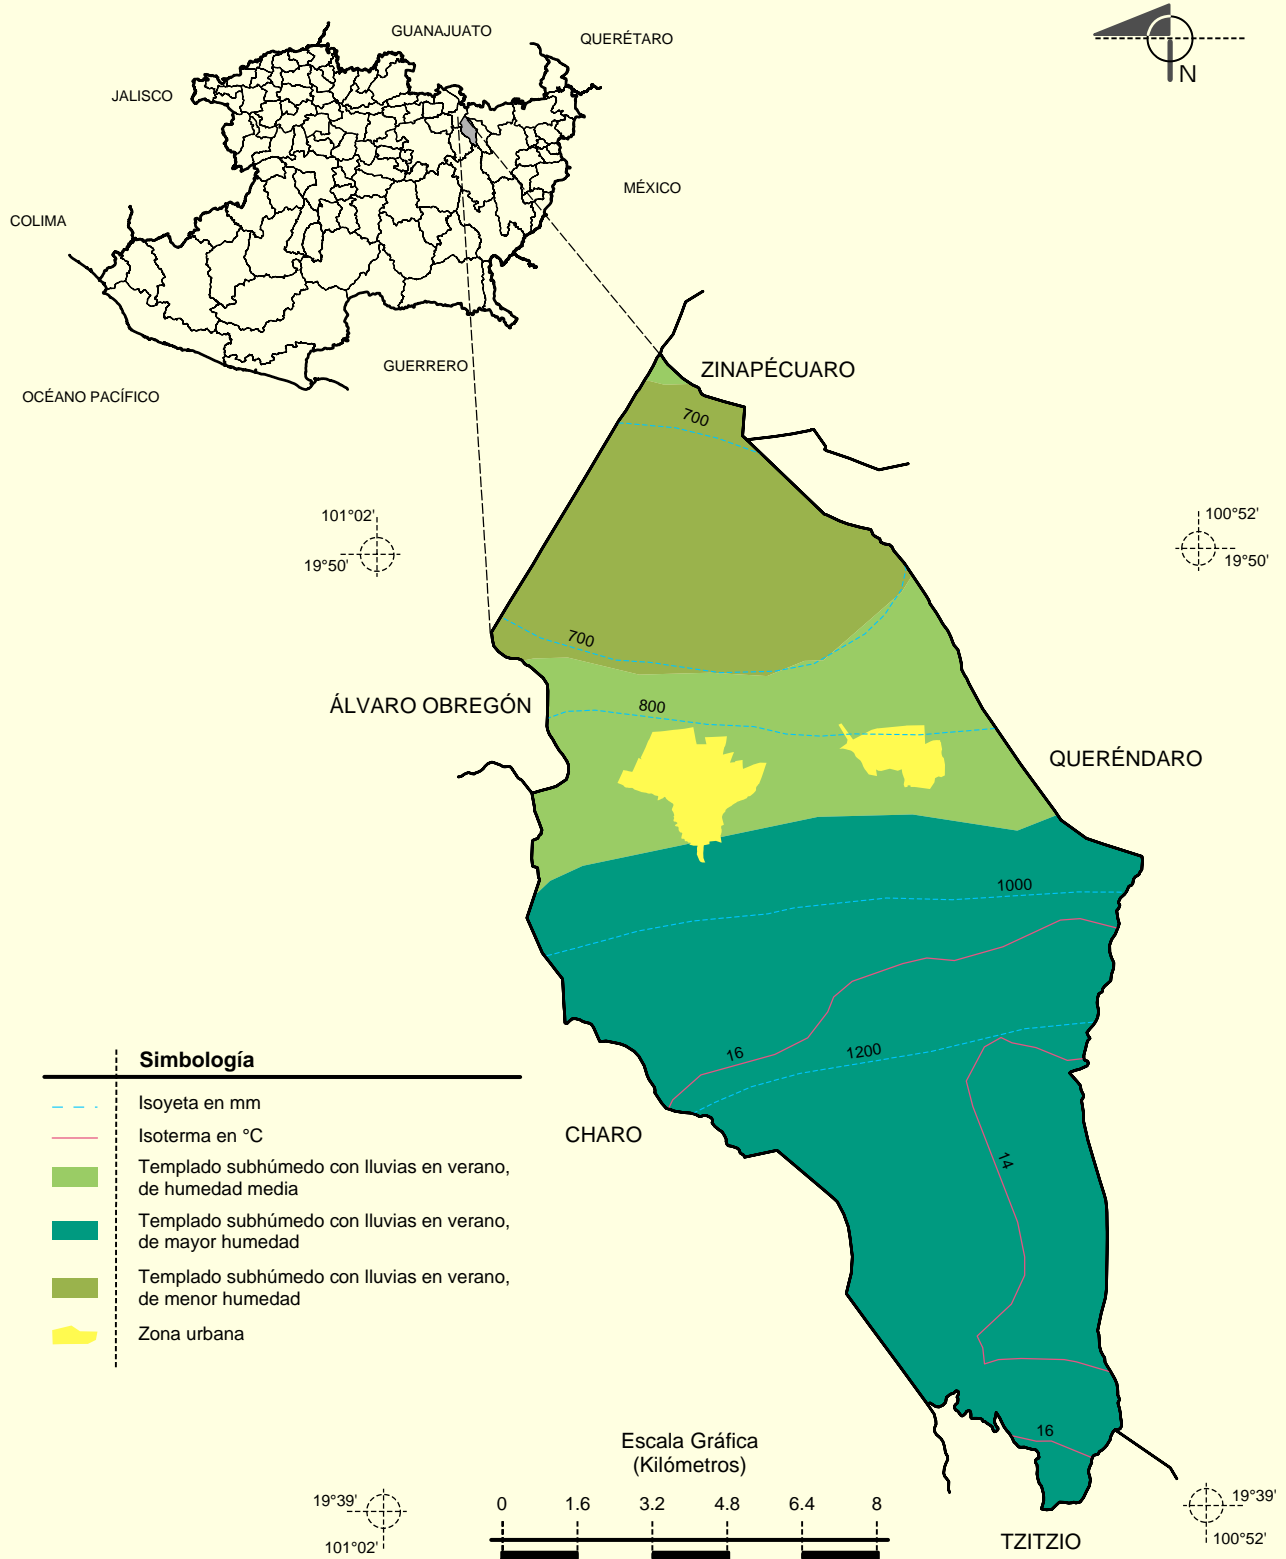 GUANAJUATO
QUERÉTARO
JALISCO
N
MÉXICO
COLIMA
GUERRERO
OCÉANO PACÍFICO
ZINAPÉCUARO
700
101°02'
19°50'
100°52'
19°50'
700
ÁLVARO OBREGÓN
800
QUERÉNDARO
1000
16
1200
CHARO
14
16
Simbología
Isoyeta en mm
Isoterma en °C
Templado subhúmedo con lluvias en verano,
de humedad media
Templado subhúmedo con lluvias en verano,
de mayor humedad
Templado subhúmedo con lluvias en verano,
de menor humedad
Zona urbana
Escala Gráfica
(Kilómetros)
0 1.6 3.2 4.8 6.4 8
19°39'
101°02'
19°39'
100°52'
TZITZIO